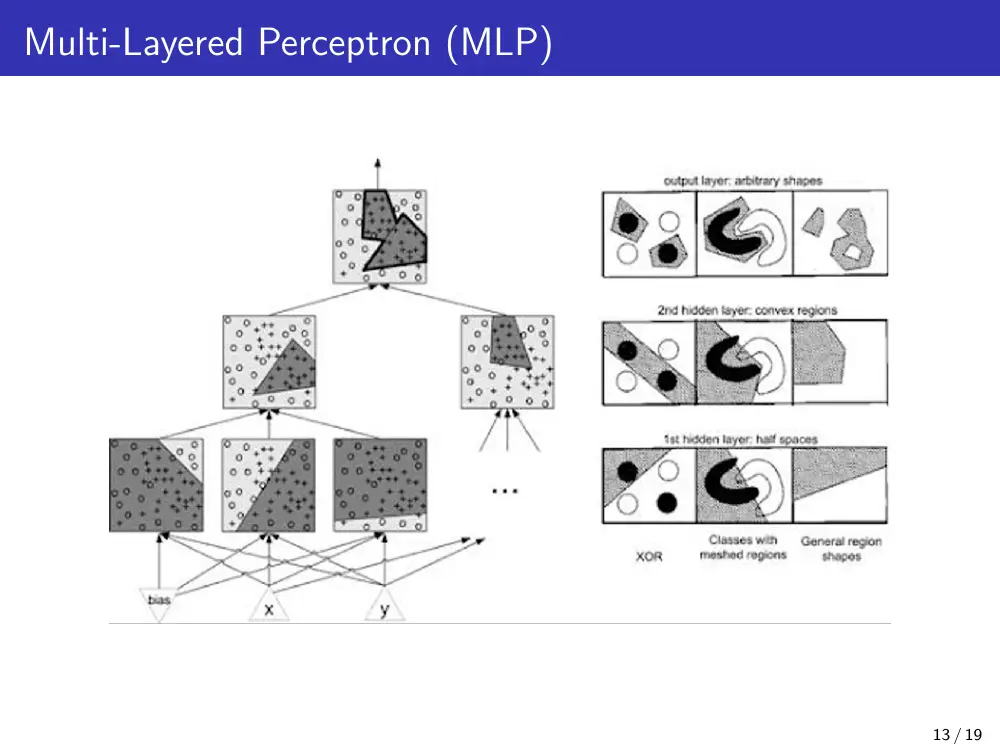 Multi-Layered Perceptron (MLP)
output layer: arbitrary shapes
2nd hidden layer: convex regions
1st hidden layer: half spaces
...
XOR
Classes with
meshed regions
General region
shapes
bias
x
y
13 / 19